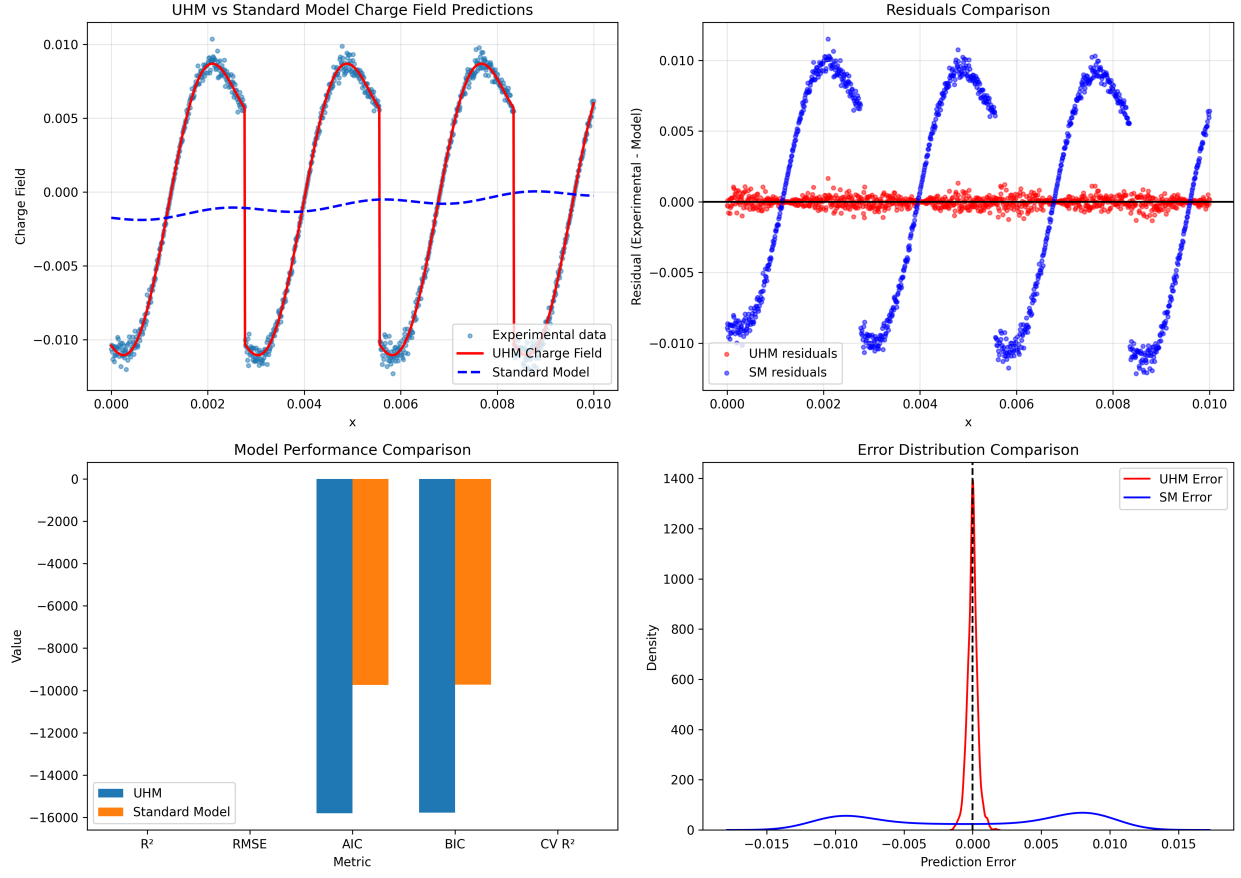 UHM vs Standard Model Charge Field Predictions
0.010
0.005
0.000
−0.005
−0.010
Charge Field
Experimental data
UHM Charge Field
Standard Model
0.000 0.002 0.004 0.006 0.008 0.010
x
Residuals Comparison
0.010
0.005
0.000
−0.005
−0.010
Residual (Experimental - Model)
UHM residuals
SM residuals
0.000 0.002 0.004 0.006 0.008 0.010
x
Model Performance Comparison
0
−2000
−4000
−6000
−8000
−10000
−12000
−14000
−16000
Value
UHM
Standard Model
R² RMSE AIC BIC CV R²
Metric
Error Distribution Comparison
1400
1200
1000
800
600
400
200
0
Density
UHM Error
SM Error
−0.015 −0.010 −0.005 0.000 0.005 0.010 0.015
Prediction Error